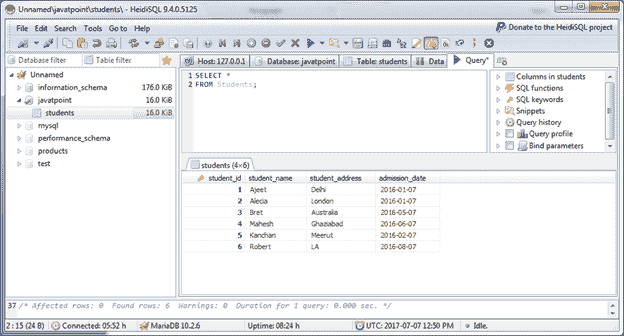 Unnamed\javatpoint\students\ - HeidiSQL 9.4.0.5125
File Edit Search Tools Go to Help
Donate to the HeidiSQL project
Database filter Table filter
Host: 127.0.0.1 Database: javatpoint Table: students Data Query*
Unnamed
information_schema 176.0 KiB
javatpoint 16.0 KiB
students 16.0 KiB
mysql
performance_schema
products
test
1 SELECT *
2 FROM Students;
Columns in students
SQL functions
SQL keywords
Snippets
Query history
Query profile
Bind parameters
students (4×6)
student_id student_name student_address admission_date
1 Ajeet Delhi 2016-01-07
2 Alecia London 2016-01-07
3 Bret Australia 2016-05-07
4 Mahesh Ghaziabad 2016-06-07
5 Kanchan Meerut 2016-02-07
6 Robert LA 2016-08-07
37 /* Affected rows: 0 Found rows: 6 Warnings: 0 Duration for 1 query: 0.000 sec. */
2 : 15 (24 B) Connected: 05:52 h MariaDB 10.2.6 Uptime: 08:24 h UTC: 2017-07-07 12:50 PM Idle.